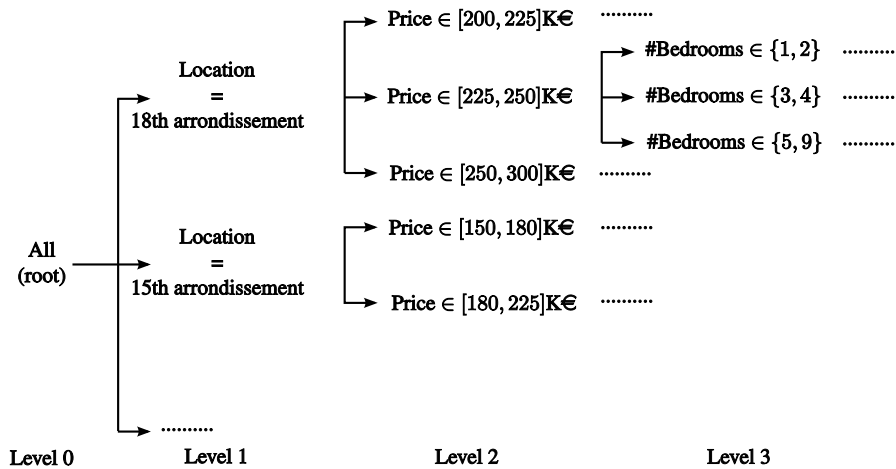 Price ∈ [200, 225]K€ ..........
Location
=
18th arrondissement
#Bedrooms ∈ {1, 2} ..........
Price ∈ [225, 250]K€
#Bedrooms ∈ {3, 4} ..........
#Bedrooms ∈ {5, 9} ..........
Price ∈ [250, 300]K€ ..........
All
(root)
Location
=
15th arrondissement
Price ∈ [150, 180]K€ ..........
Price ∈ [180, 225]K€ ..........
..........
Level 0 Level 1 Level 2 Level 3